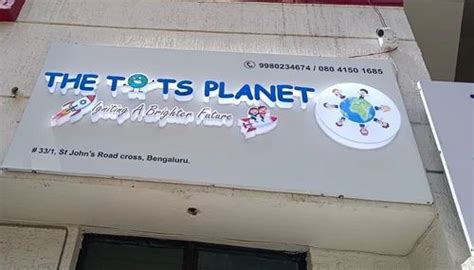 9980234674 / 080 4150 1685
THE TOTS PLANET
Igniting A Brighter Future
# 33/1, St John's Road cross, Bengaluru.